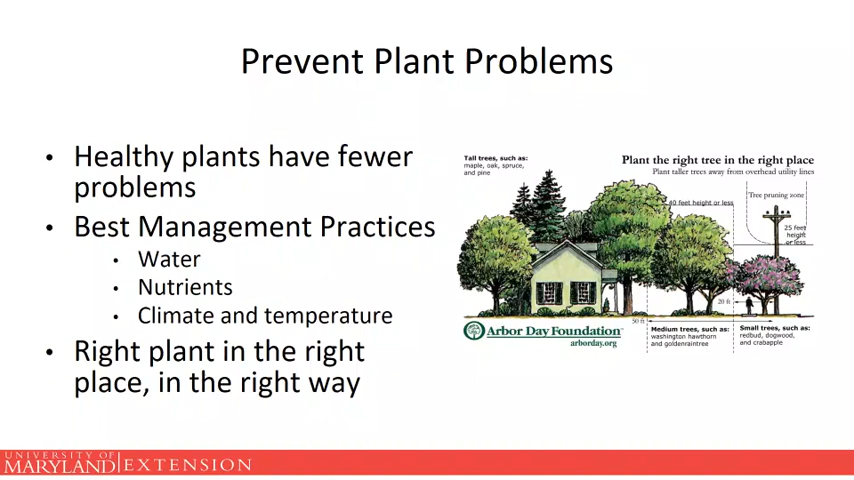 Prevent Plant Problems
• Healthy plants have fewer
problems
• Best Management Practices
• Water
• Nutrients
• Climate and temperature
• Right plant in the right
place, in the right way
Tall trees, such as:
maple, oak, spruce,
and pine
Plant the right tree in the right place
Plant taller trees away from overhead utility lines
Tree pruning zone
40 feet height or less
25 feet
height
or less
20 ft
50 ft
Arbor Day Foundation™
arborday.org
Medium trees, such as:
washington hawthorn
and goldenraintree
Small trees, such as:
redbud, dogwood,
and crabapple
UNIVERSITY OF
MARYLAND
EXTENSION